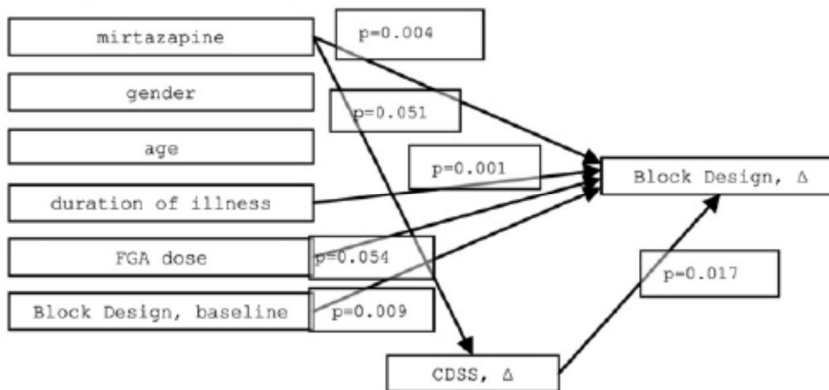 mirtazapine
p=0.004
gender
p=0.051
age
p=0.001
Block Design, Δ
duration of illness
FGA dose
p=0.054
p=0.017
Block Design, baseline
p=0.009
CDSS, Δ